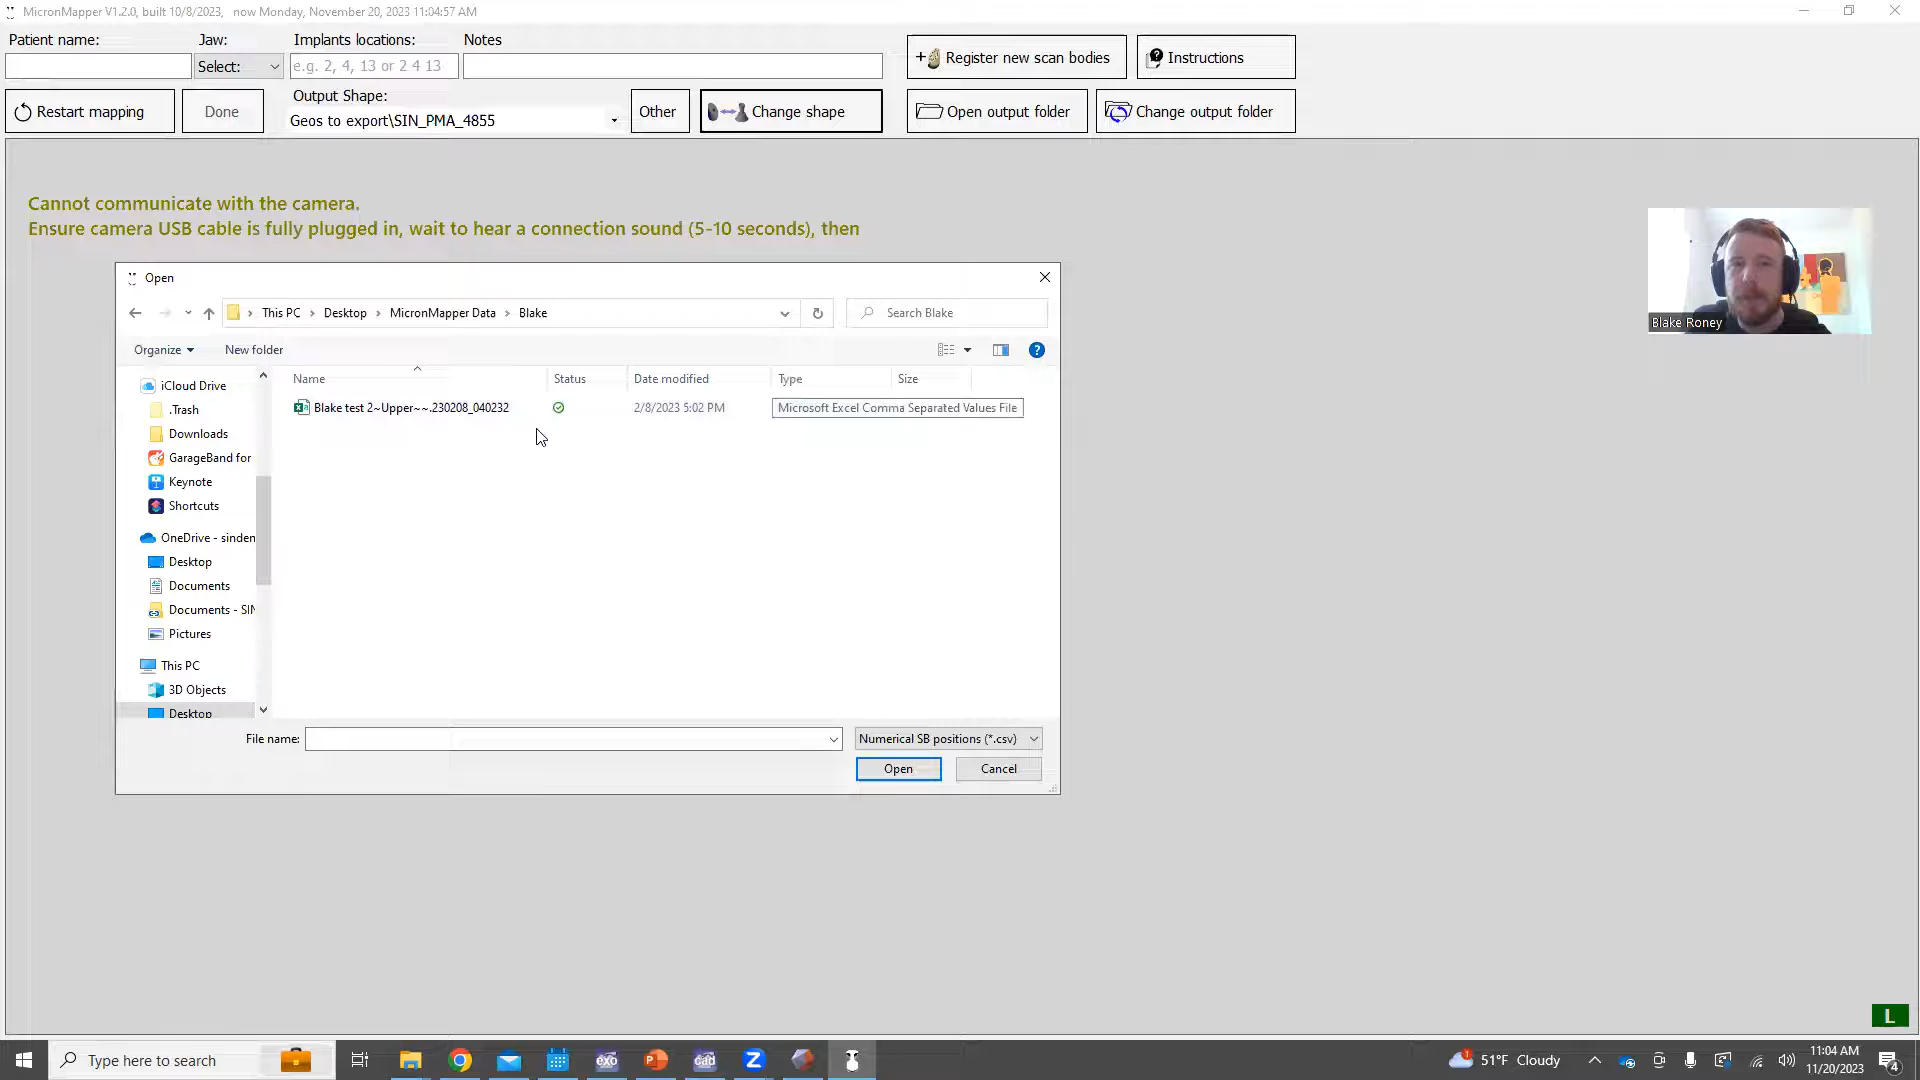 MicronMapper V1.2.0, built 10/8/2023, now Monday, November 20, 2023 11:04:57 AM
Patient name:
Jaw:
Implants locations:
Notes
Select:
e.g. 2, 4, 13 or 2 4 13
Register new scan bodies
Instructions
Restart mapping
Done
Output Shape:
Geos to export\SIN_PMA_4855
Other
Change shape
Open output folder
Change output folder
Cannot communicate with the camera.
Ensure camera USB cable is fully plugged in, wait to hear a connection sound (5-10 seconds), then
Blake Roney
Open
This PC
Desktop
MicronMapper Data
Blake
Search Blake
Organize
New folder
Name
Status
Date modified
Type
Size
Blake test 2~Upper~~.230208_040232
2/8/2023 5:02 PM
Microsoft Excel Comma Separated Values File
iCloud Drive
.Trash
Downloads
GarageBand for
Keynote
Shortcuts
OneDrive - sinden
Desktop
Documents
Documents - SIN
Pictures
This PC
3D Objects
Desktop
File name:
Numerical SB positions (*.csv)
Open
Cancel
L
Type here to search
exo
cad
51°F Cloudy
11:04 AM
11/20/2023
4